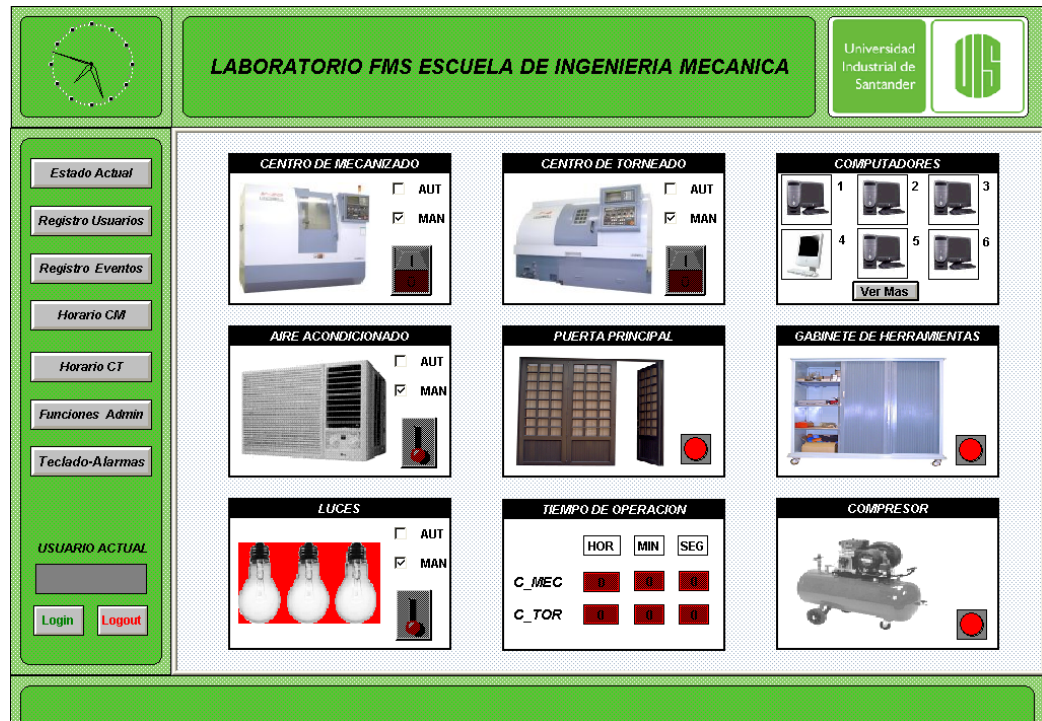 LABORATORIO FMS ESCUELA DE INGENIERIA MECANICA
Universidad
Industrial de
Santander
UIS
Estado Actual
Registro Usuarios
Registro Eventos
Horario CM
Horario CT
Funciones Admin
Teclado-Alarmas
USUARIO ACTUAL
Login
Logout
CENTRO DE MECANIZADO
AUT
MAN
I
O
CENTRO DE TORNEADO
AUT
MAN
I
O
COMPUTADORES
1
2
3
4
5
6
Ver Mas
AIRE ACONDICIONADO
AUT
MAN
PUERTA PRINCIPAL
GABINETE DE HERRAMIENTAS
LUCES
AUT
MAN
TIEMPO DE OPERACION
HOR MIN SEG
C_MEC 0 0 0
C_TOR 0 0 0
COMPRESOR